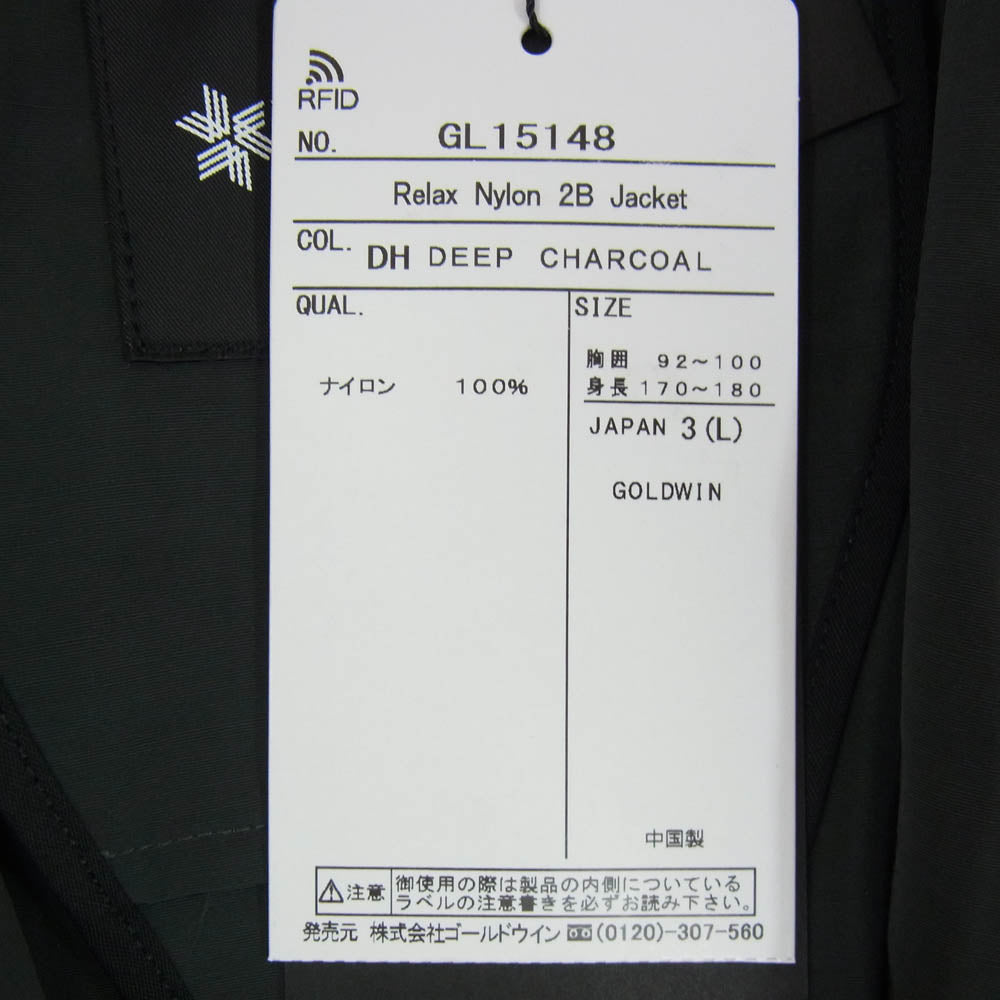 RFID
NO. GL15148
Relax Nylon 2B Jacket
COL. DH DEEP CHARCOAL
QUAL.
ナイロン 100%
SIZE
胸囲 92~100
身長 170~180
JAPAN 3(L)
GOLDWIN
中国製
注意
御使用の際は製品の内側についている
ラベルの注意書きを必ずお読み下さい。
発売元 株式会社ゴールドウイン (0120)-307-560